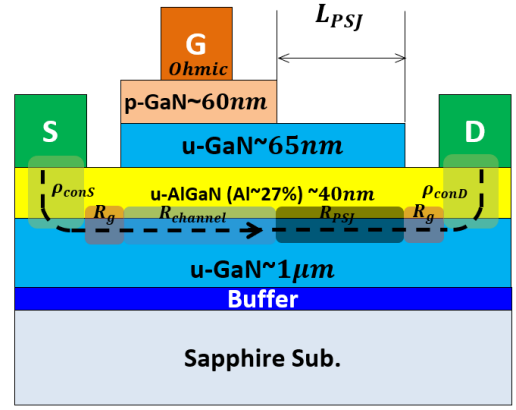 L_PSJ
G
Ohmic
p-GaN~60nm
S
u-GaN~65nm
D
ρ_conS
u-AlGaN (Al~27%) ~40nm
ρ_conD
R_g
R_channel
R_PSJ
R_g
u-GaN~1μm
Buffer
Sapphire Sub.